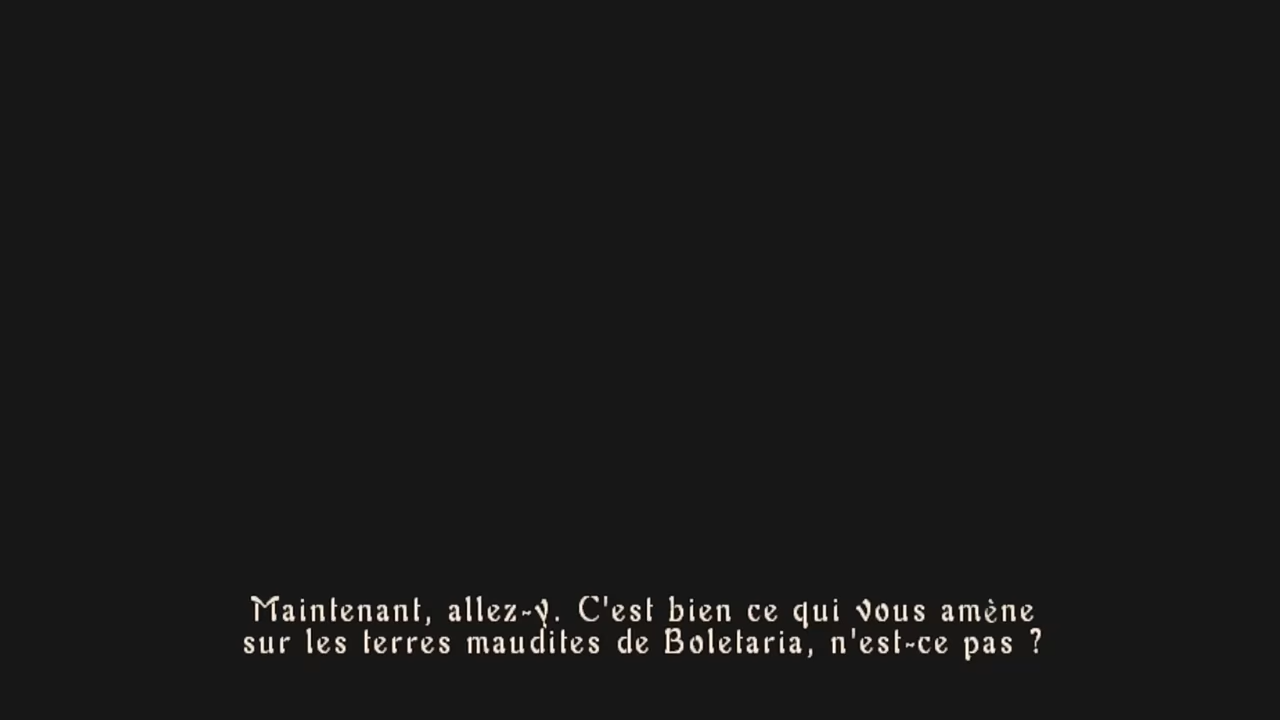 Maintenant, allez-y. C'est bien ce qui vous amène
sur les terres maudites de Boletaria, n'est-ce pas ?